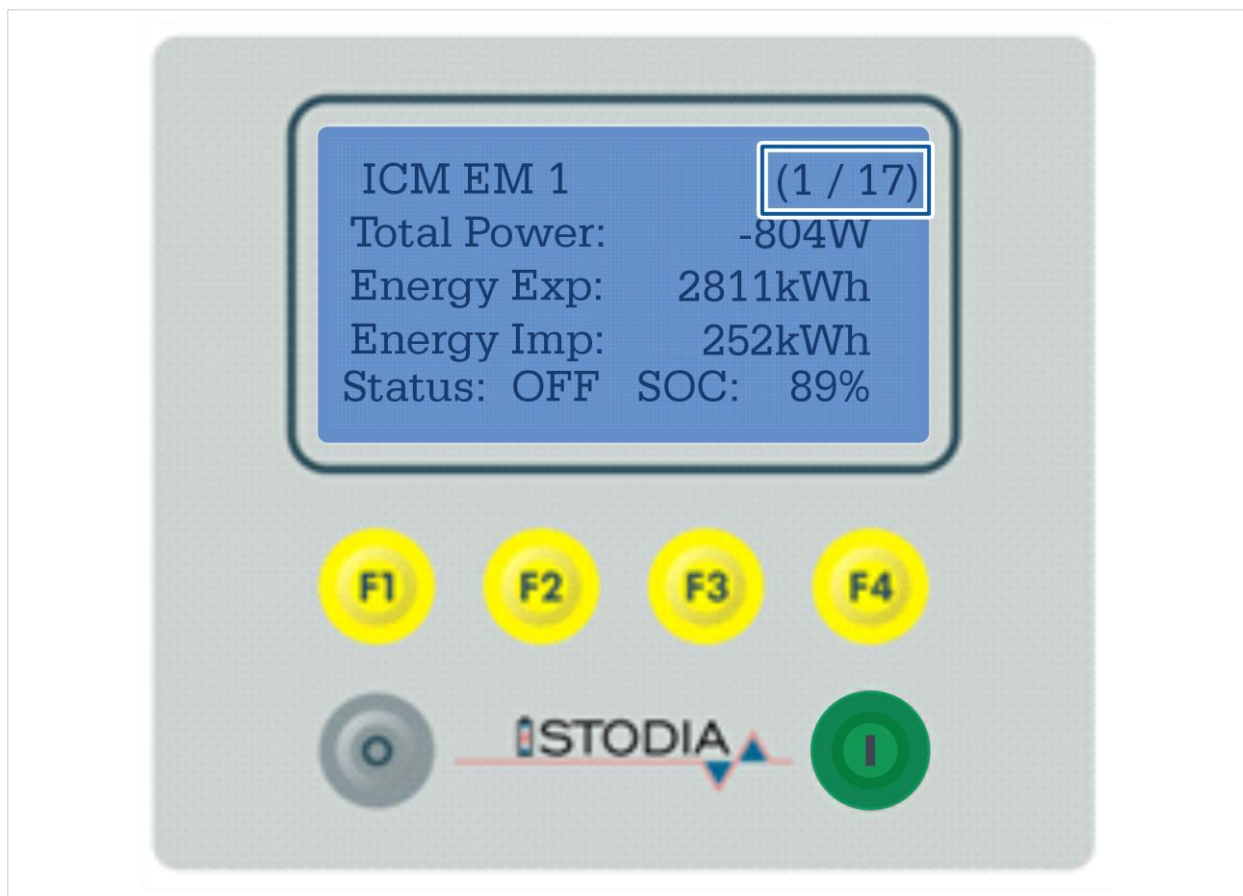 ICM EM 1 (1 / 17)
Total Power: -804W
Energy Exp: 2811kWh
Energy Imp: 252kWh
Status: OFF SOC: 89%
F1 F2 F3 F4
O STODIA I